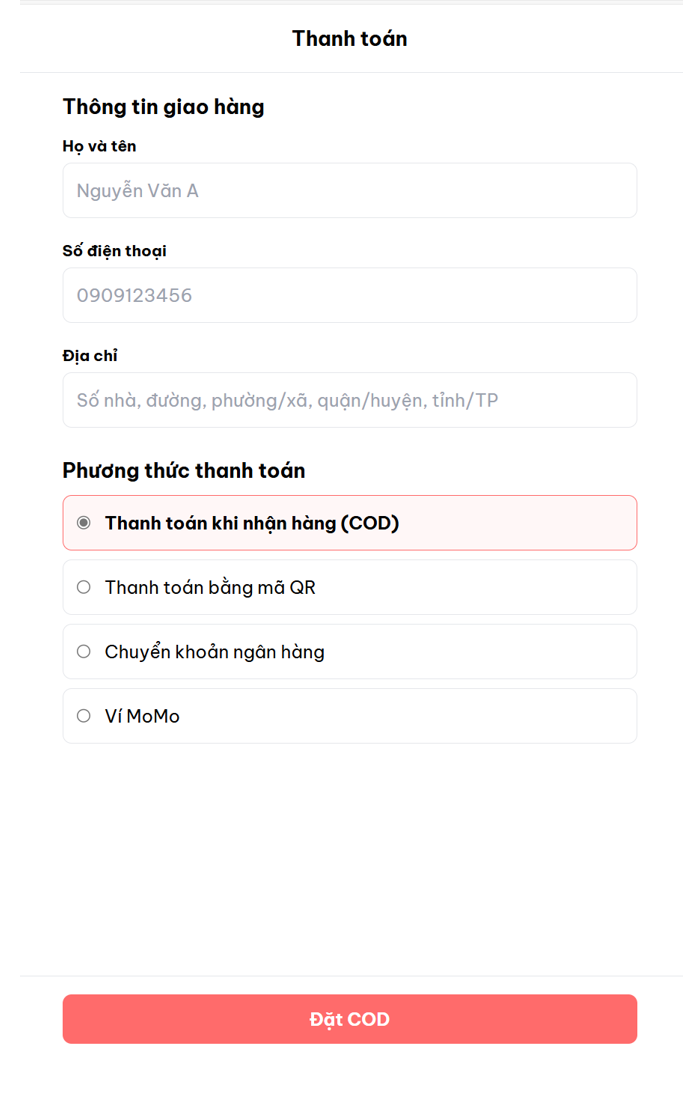 Thanh toán
Thông tin giao hàng
Họ và tên
Nguyễn Văn A
Số điện thoại
0909123456
Địa chỉ
Số nhà, đường, phường/xã, quận/huyện, tỉnh/TP
Phương thức thanh toán
Thanh toán khi nhận hàng (COD)
Thanh toán bằng mã QR
Chuyển khoản ngân hàng
Ví MoMo
Đặt COD